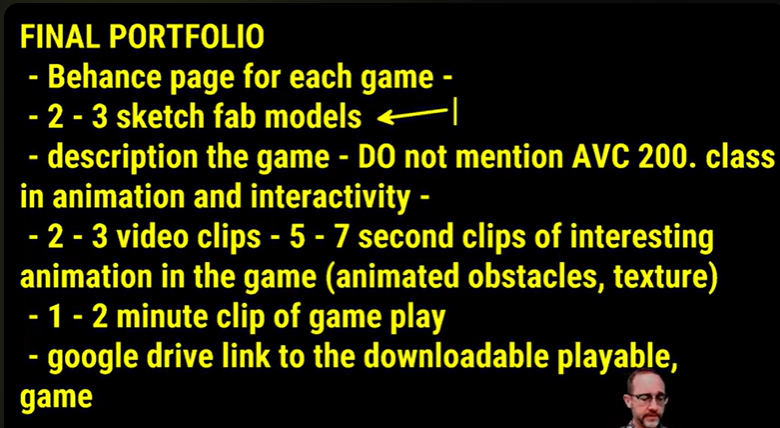 FINAL PORTFOLIO
- Behance page for each game -
- 2 - 3 sketch fab models
- description the game - DO not mention AVC 200. class
in animation and interactivity -
- 2 - 3 video clips - 5 - 7 second clips of interesting
animation in the game (animated obstacles, texture)
- 1 - 2 minute clip of game play
- google drive link to the downloadable playable,
game